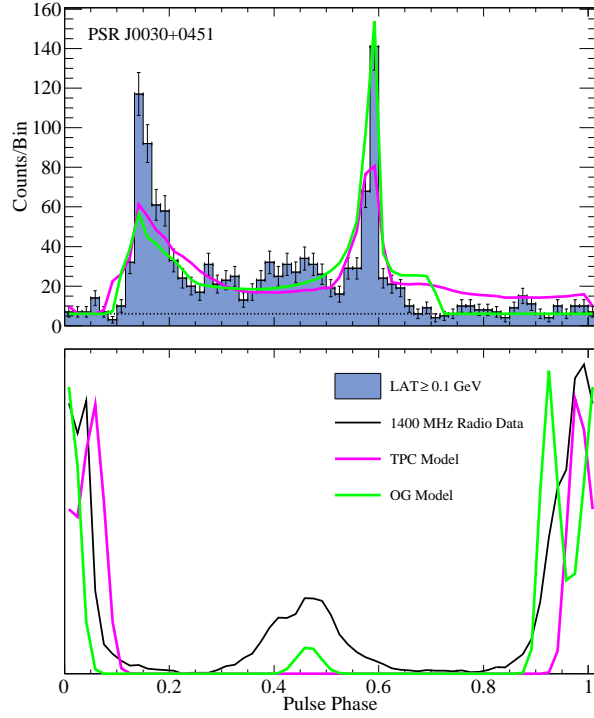 160
140
120
100
80
60
40
20
0
Counts/Bin
PSR J0030+0451
LAT ≥ 0.1 GeV
1400 MHz Radio Data
TPC Model
OG Model
0 0.2 0.4 0.6 0.8 1
Pulse Phase